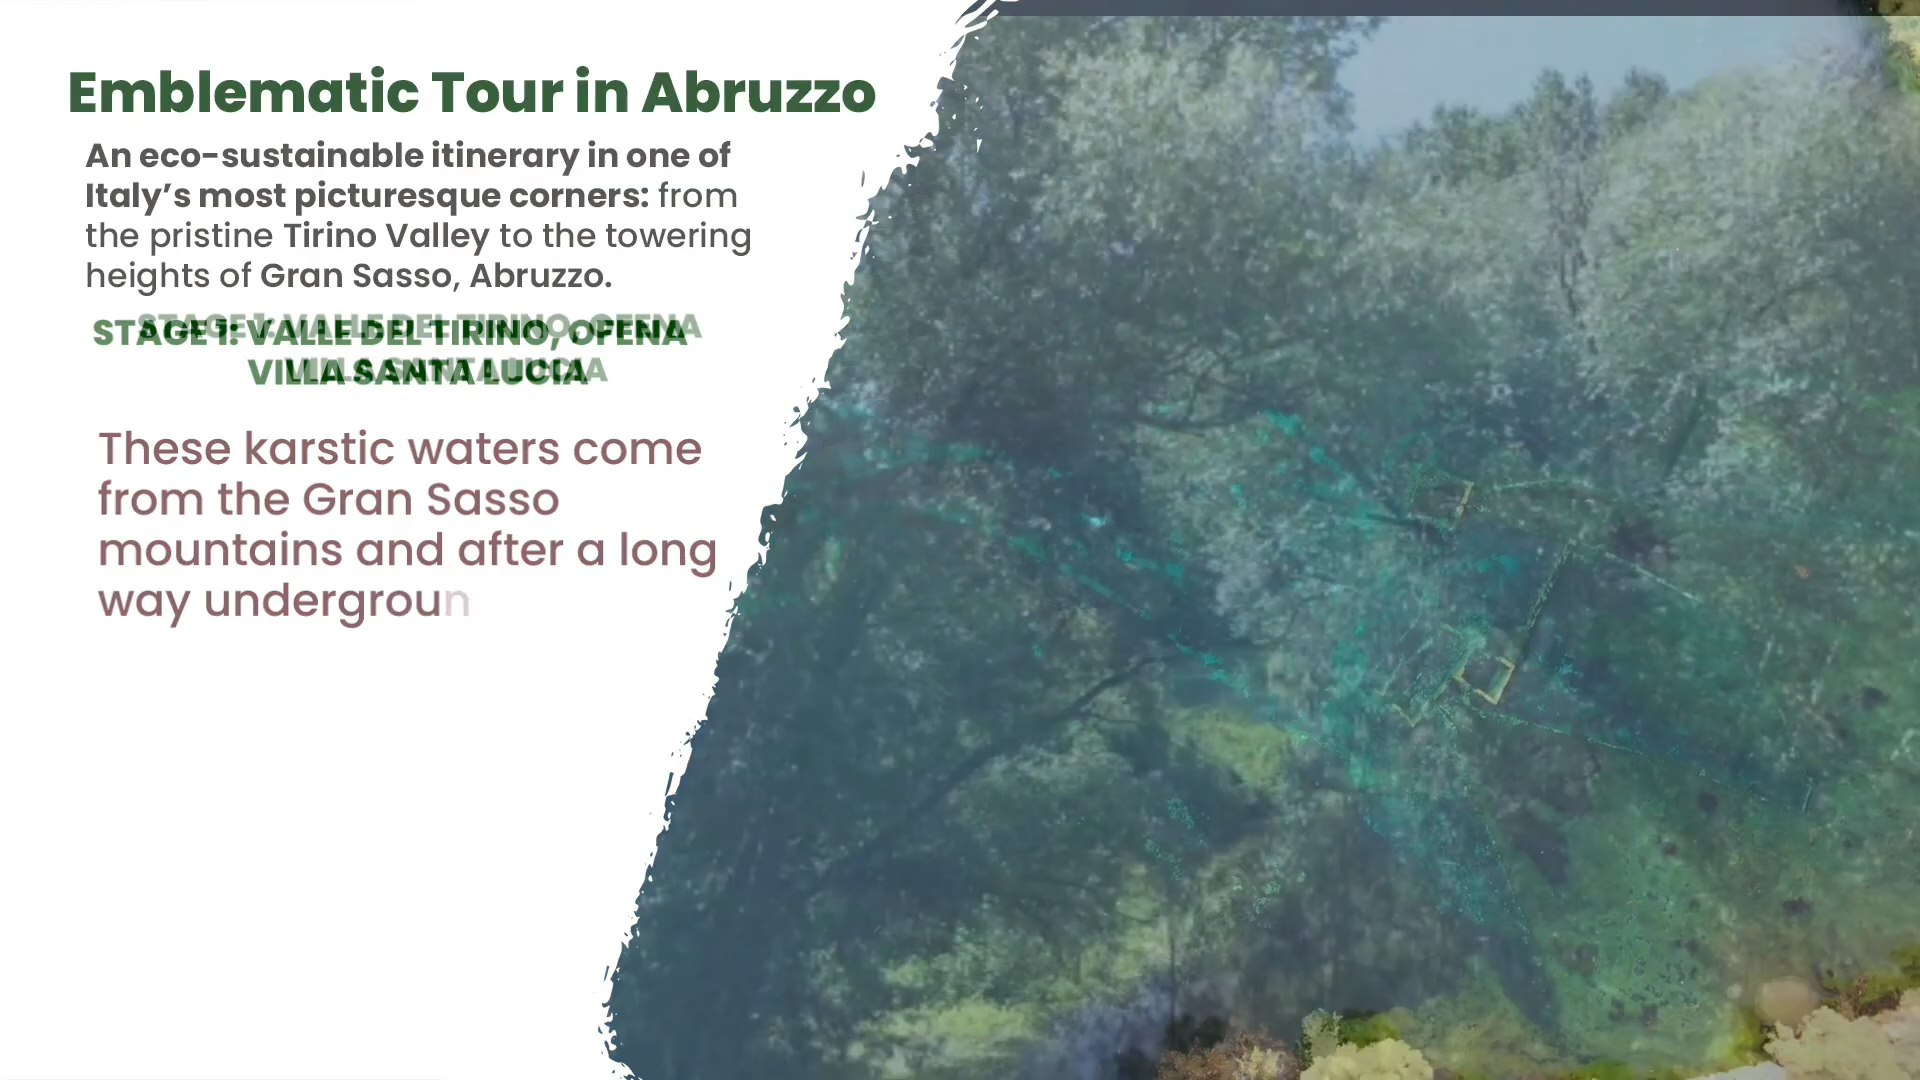 Emblematic Tour in Abruzzo
An eco-sustainable itinerary in one of
Italy's most picturesque corners: from
the pristine Tirino Valley to the towering
heights of Gran Sasso, Abruzzo.
STAGE 1: VALLE DEL TIRINO, OFENA
VILLA SANTA LUCIA
These karstic waters come
from the Gran Sasso
mountains and after a long
way undergroun